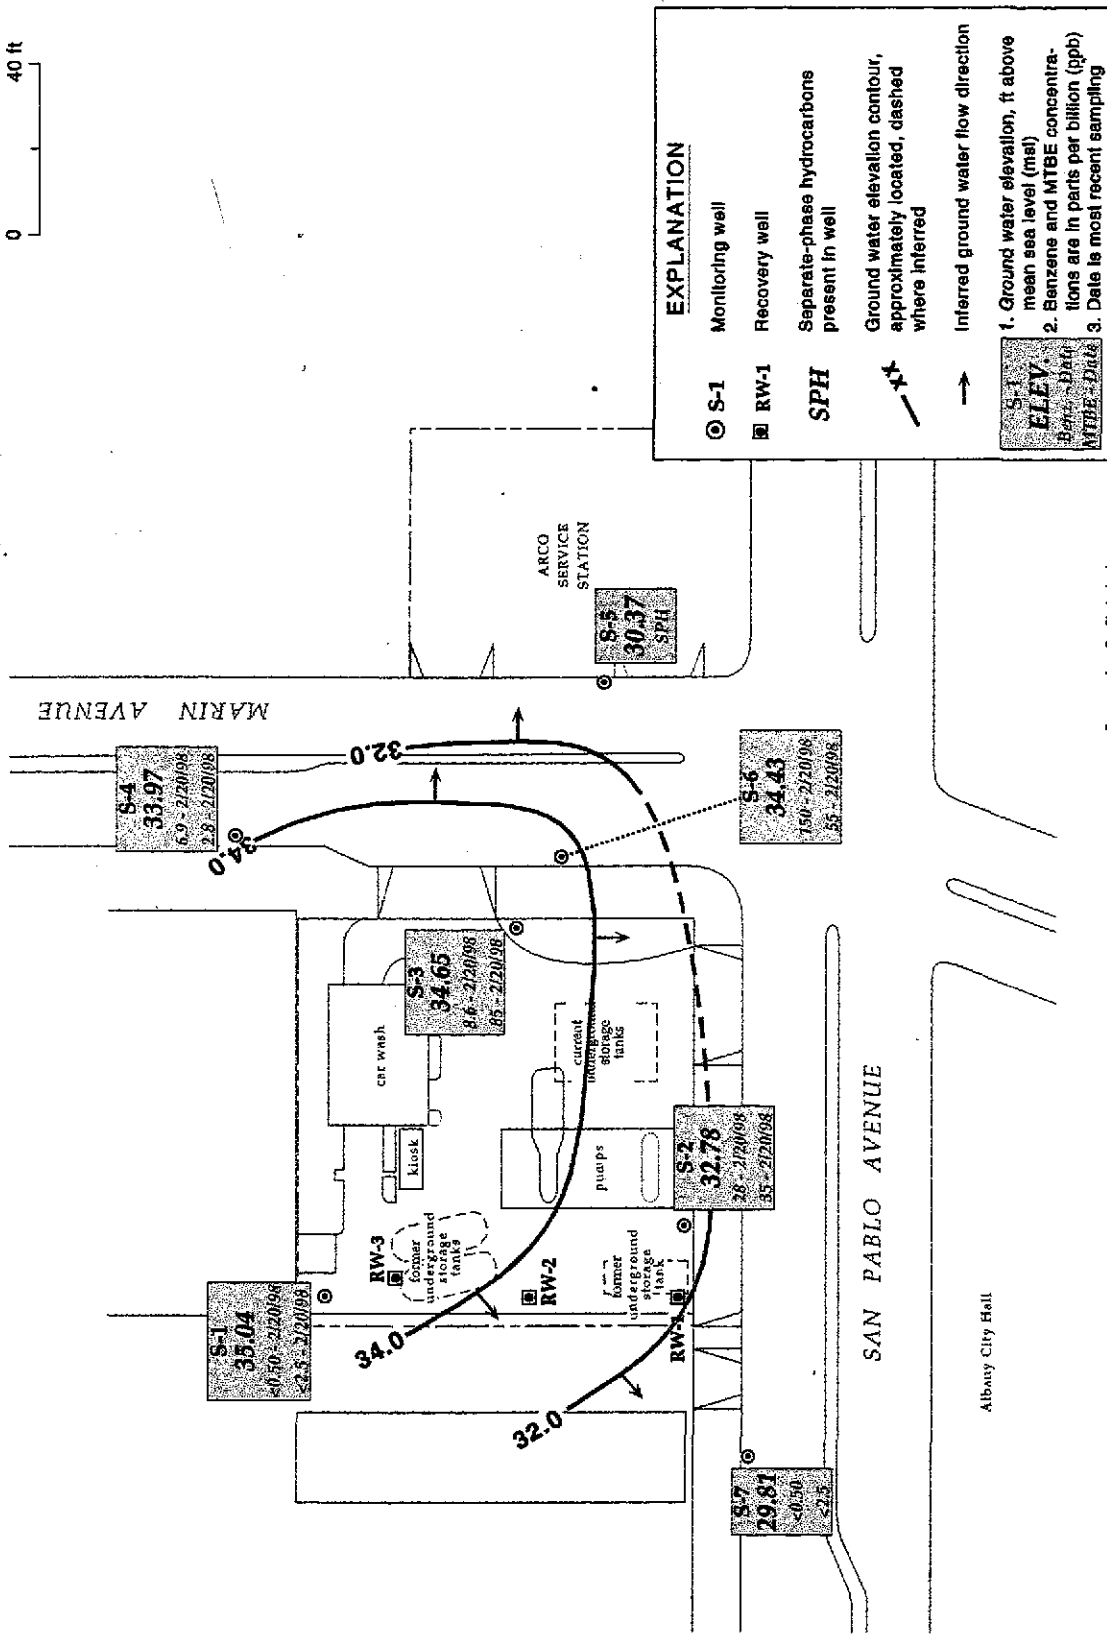 0
40 ft
MARIN AVENUE
ARCO
SERVICE
STATION
S-4
33.97
6.9 - 2/20/98
2.8 - 2/20/98
34.0
32.0
S-5
30.37
SPH
S-6
34.43
150 - 2/20/98
55 - 2/20/98
S-3
34.65
8.6 - 2/20/98
85 - 2/20/98
car wash
kiosk
current
underground
storage
tanks
pumps
S-2
32.78
28 - 2/20/98
35 - 2/20/98
RW-3
former
underground
storage
tanks
RW-2
former
underground
storage
tank
RW-1
S-1
35.04
<0.50 - 2/20/98
<2.5 - 2/20/98
34.0
32.0
S-7
29.81
<0.50
<2.5
SAN PABLO AVENUE
Albany City Hall
EXPLANATION
S-1 Monitoring well
RW-1 Recovery well
SPH Separate-phase hydrocarbons
present in well
xx Ground water elevation contour,
approximately located, dashed
where inferred
Inferred ground water flow direction
S-1
ELEV.
Benz. - Date
MTBE - Date
1. Ground water elevation, ft above
mean sea level (msl)
2. Benzene and MTBE concentra-
tions are in parts per billion (ppb)
3. Date is most recent sampling